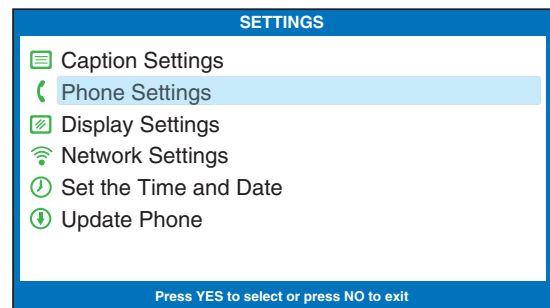 SETTINGS
Caption Settings
Phone Settings
Display Settings
Network Settings
Set the Time and Date
Update Phone
Press YES to select or press NO to exit